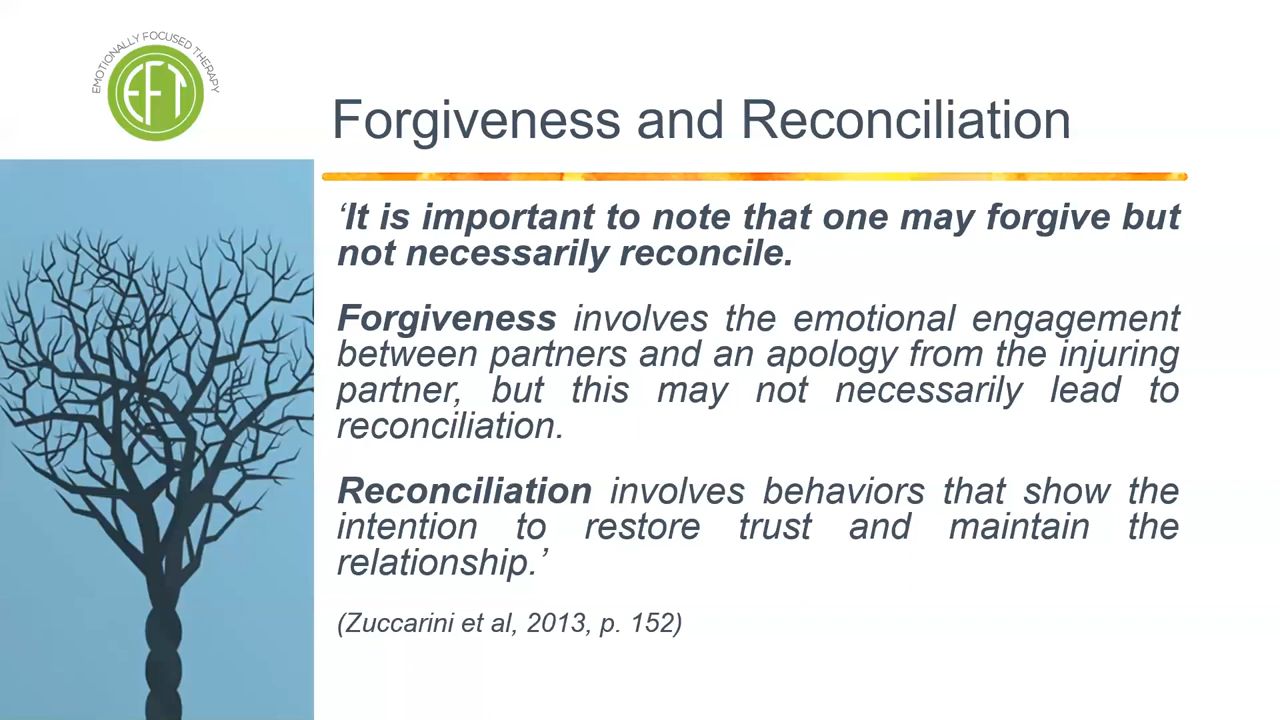 EMOTIONALLY FOCUSED THERAPY
EFT
Forgiveness and Reconciliation
‘It is important to note that one may forgive but
not necessarily reconcile.
Forgiveness involves the emotional engagement
between partners and an apology from the injuring
partner, but this may not necessarily lead to
reconciliation.
Reconciliation involves behaviors that show the
intention to restore trust and maintain the
relationship.’
(Zuccarini et al, 2013, p. 152)